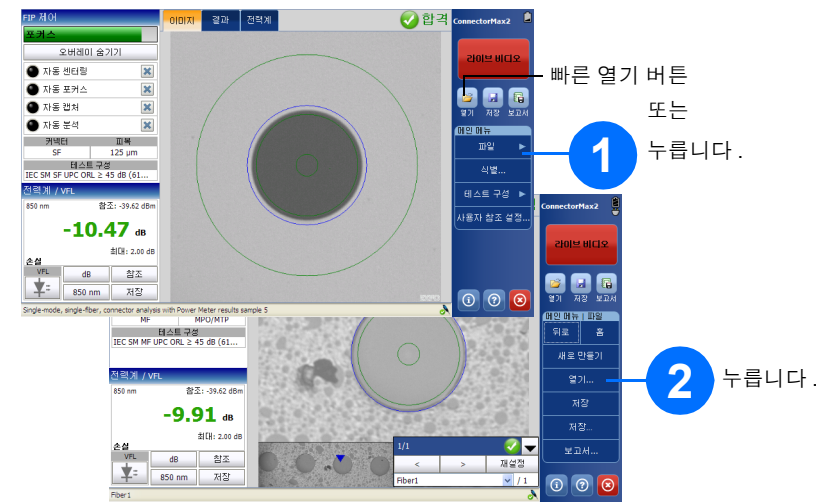 FIP 제어
포커스
오버레이 숨기기
자동 센터링
자동 포커스
자동 캡처
자동 분석
커넥터 피복
SF 125 µm
테스트 구성
IEC SM SF UPC ORL ≥ 45 dB (61...
전력계 / VFL
850 nm 참조: -39.62 dBm
-10.47 dB
최대: 2.00 dB
손실
VFL dB 참조
850 nm 저장
Single-mode, single-fiber, connector analysis with Power Meter results sample 5
이미지 결과 전력계
합격
ConnectorMax2
라이브 비디오
열기 저장 보고서
메인 메뉴
파일
식별...
테스트 구성
사용자 참조 설정...
빠른 열기 버튼
또는
1 누릅니다.
MF MPO/MTP
테스트 구성
IEC SM MF UPC ORL ≥ 45 dB (61...
전력계 / VFL
850 nm 참조: -39.62 dBm
-9.91 dB
최대: 2.00 dB
손실
VFL dB 참조
850 nm 저장
Fiber 1
1/1
< > 재설정
Fiber1 / 1
ConnectorMax2
라이브 비디오
열기 저장 보고서
메인 메뉴 | 파일
뒤로 홈
새로 만들기
열기...
저장
저장...
보고서...
2 누릅니다.